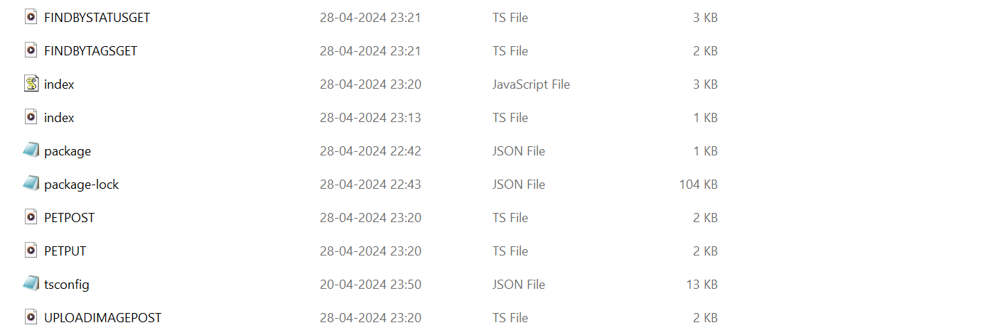 FINDBYSTATUSGET 28-04-2024 23:21 TS File 3 KB
FINDBYTAGSGET 28-04-2024 23:21 TS File 2 KB
index 28-04-2024 23:20 JavaScript File 3 KB
index 28-04-2024 23:13 TS File 1 KB
package 28-04-2024 22:42 JSON File 1 KB
package-lock 28-04-2024 22:43 JSON File 104 KB
PETPOST 28-04-2024 23:20 TS File 2 KB
PETPUT 28-04-2024 23:20 TS File 2 KB
tsconfig 20-04-2024 23:50 JSON File 13 KB
UPLOADIMAGEPOST 28-04-2024 23:20 TS File 2 KB